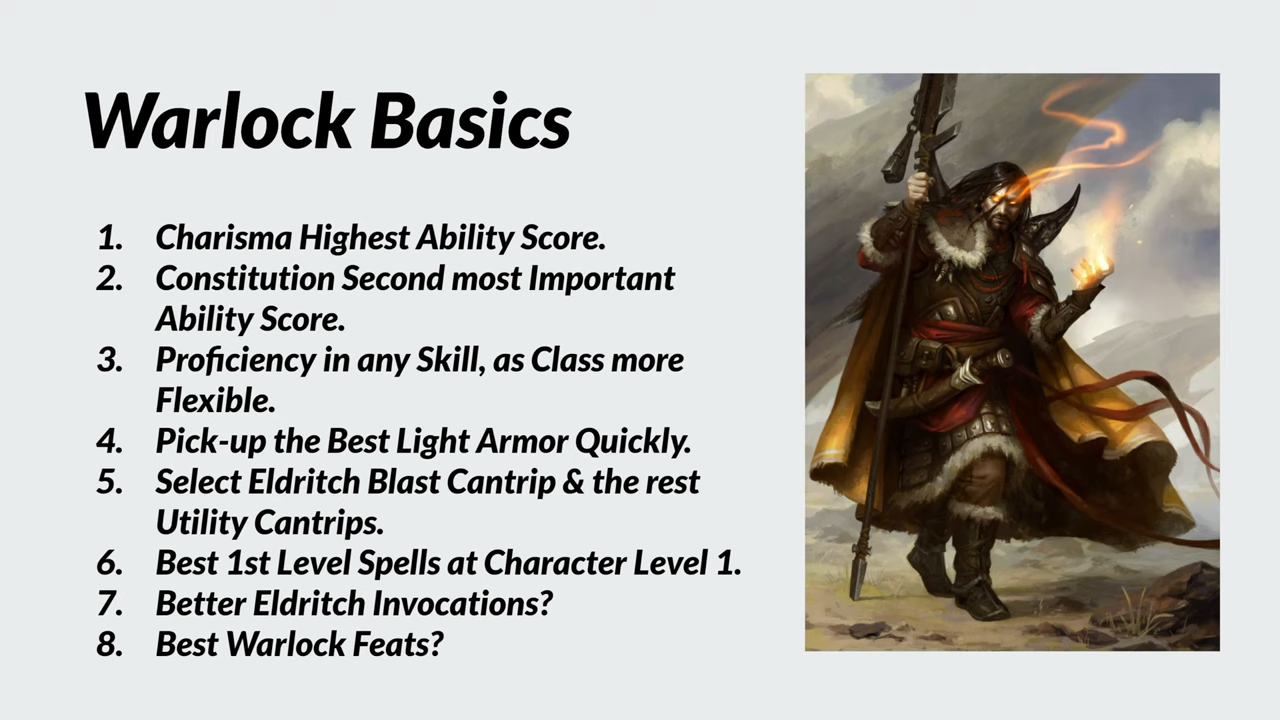 Warlock Basics
1. Charisma Highest Ability Score.
2. Constitution Second most Important
Ability Score.
3. Proficiency in any Skill, as Class more
Flexible.
4. Pick-up the Best Light Armor Quickly.
5. Select Eldritch Blast Cantrip & the rest
Utility Cantrips.
6. Best 1st Level Spells at Character Level 1.
7. Better Eldritch Invocations?
8. Best Warlock Feats?